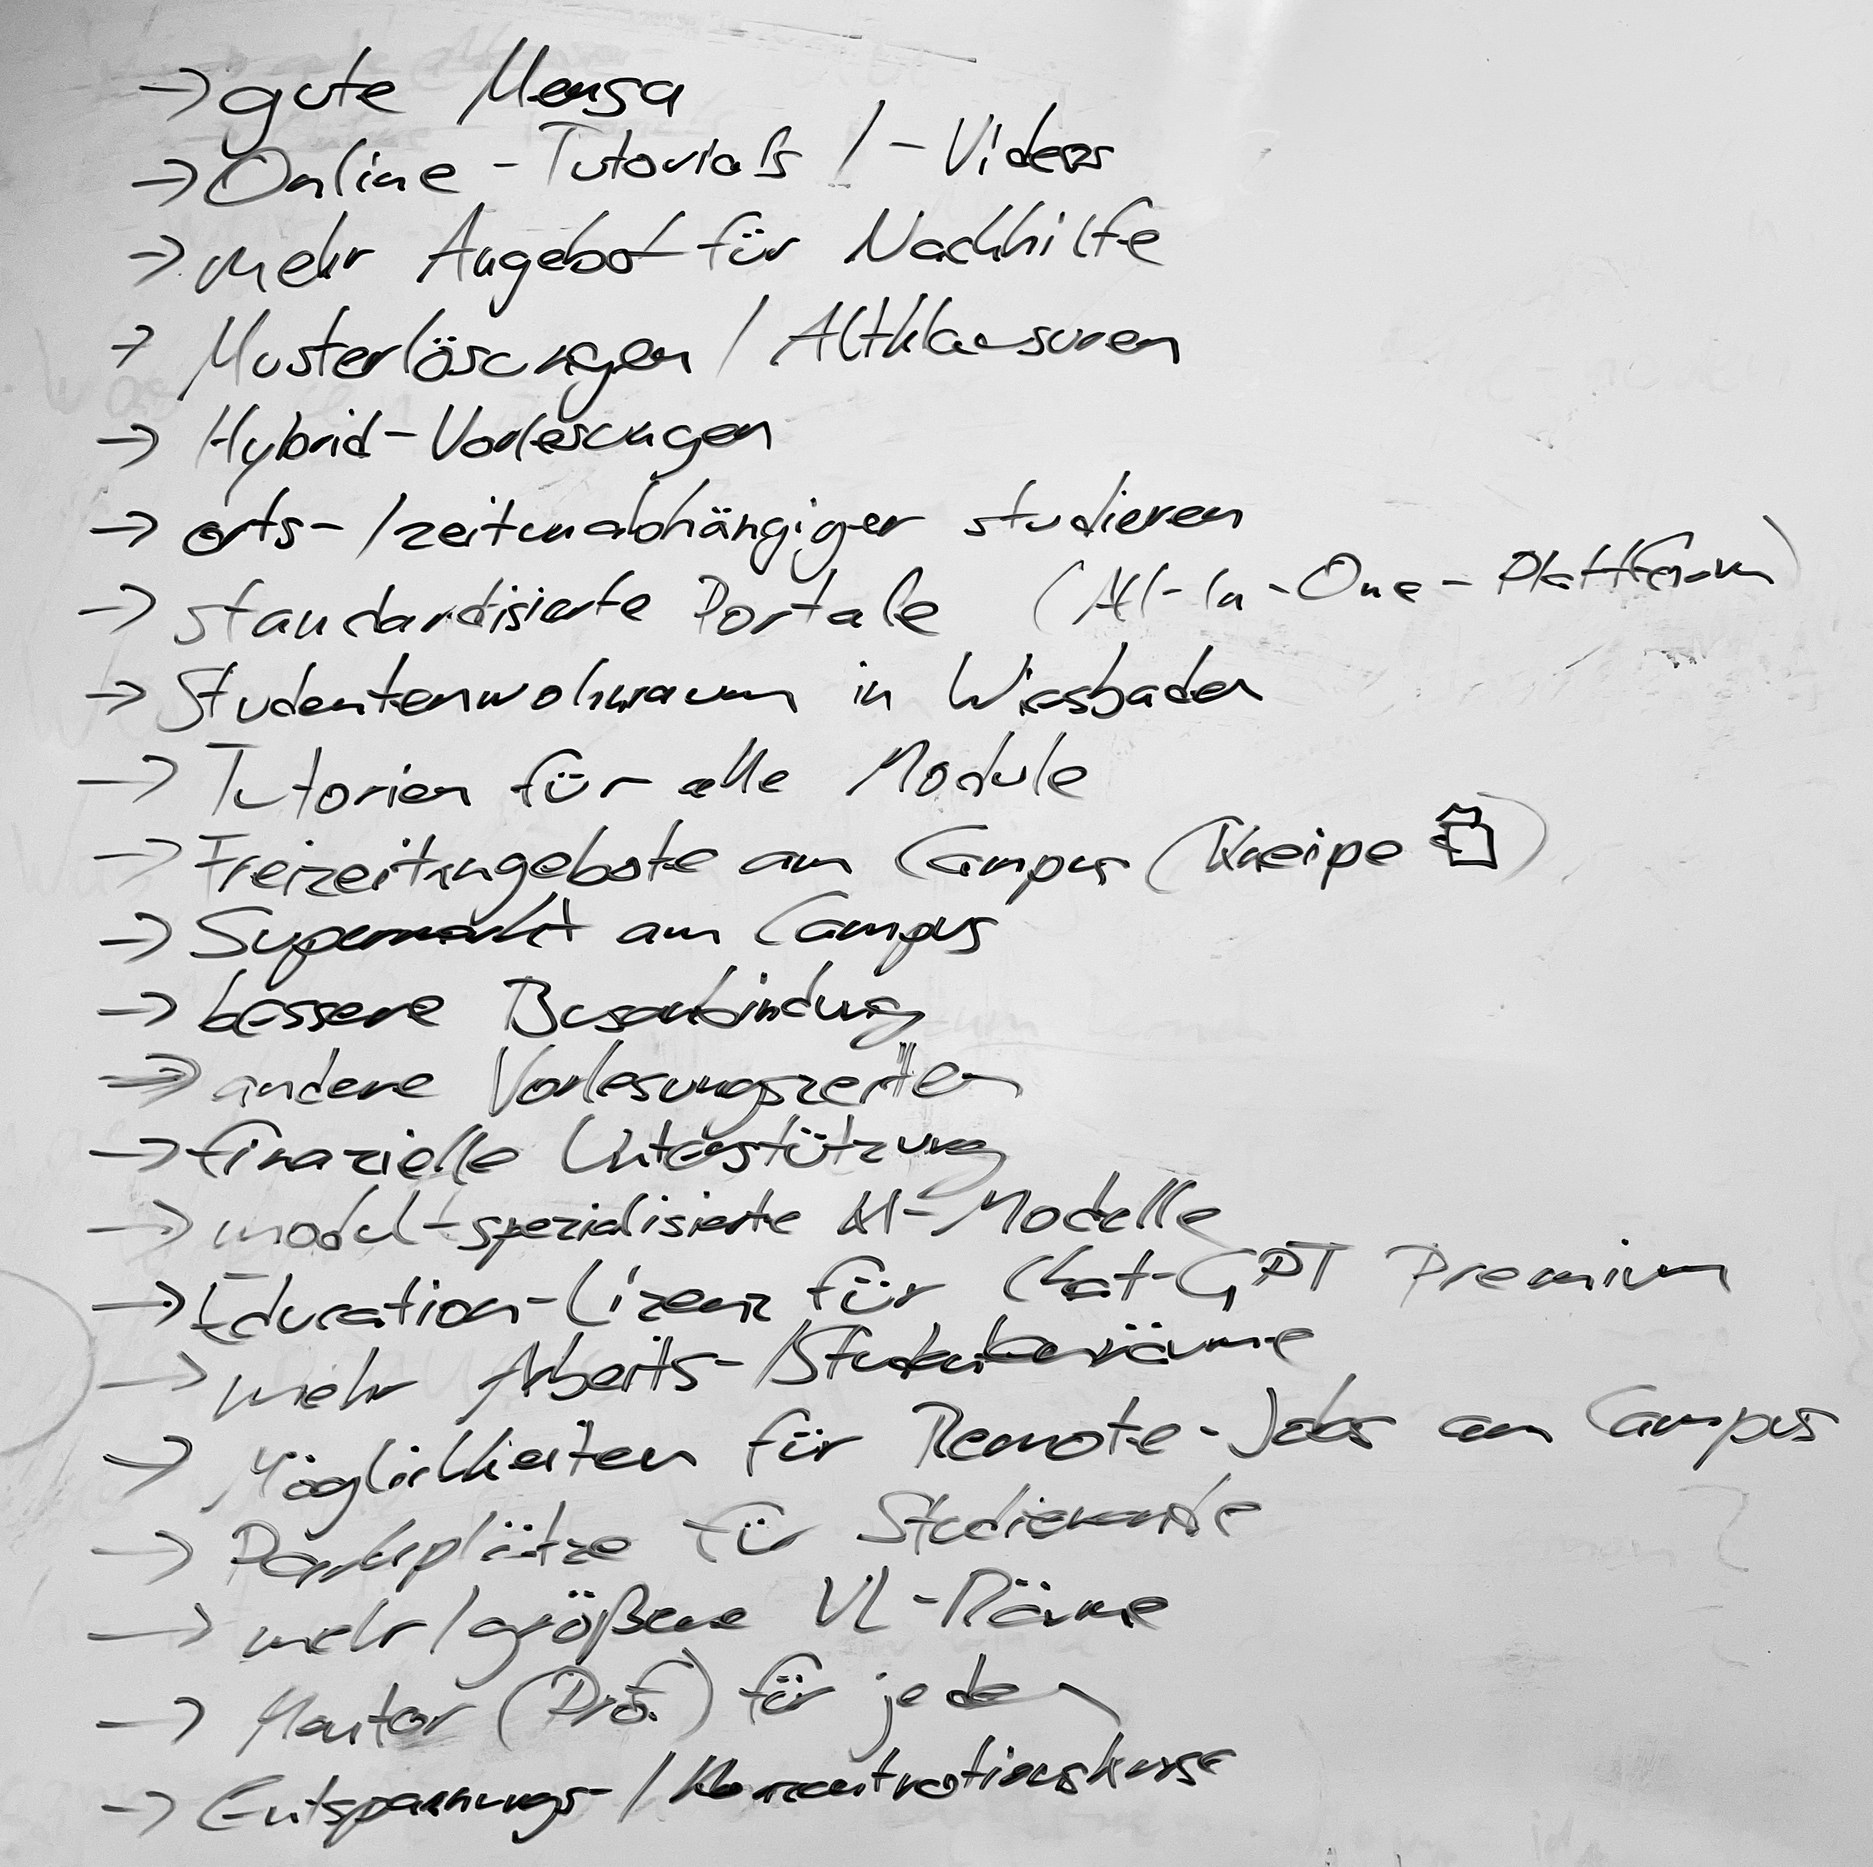 → gute Mensa
→ Online-Tutorials / -Videos
→ mehr Angebot für Nachhilfe
→ Musterlösungen / Altklausuren
→ Hybrid-Vorlesungen
→ orts-/zeitunabhängiger studieren
→ standardisierte Portale (All-In-One-Plattform)
→ Studentenwohnraum in Wiesbaden
→ Tutorien für alle Module
→ Freizeitangebote am Campus (Kneipe)
→ Supermarkt am Campus
→ bessere Busanbindung
→ andere Vorlesungszeiten
→ finazielle Unterstützung
→ modul-spezialisierte KI-Modelle
→ Education-Lizenz für Chat-GPT Premium
→ mehr Arbeits-/Studentenräume
→ Möglichkeiten für Remote-Jobs am Campus
→ Parkplätze für Studierende
→ mehr/größere VL-Räume
→ Mentor (Prof.) für jeden
→ Entspannungs-/Konzentrationskurse